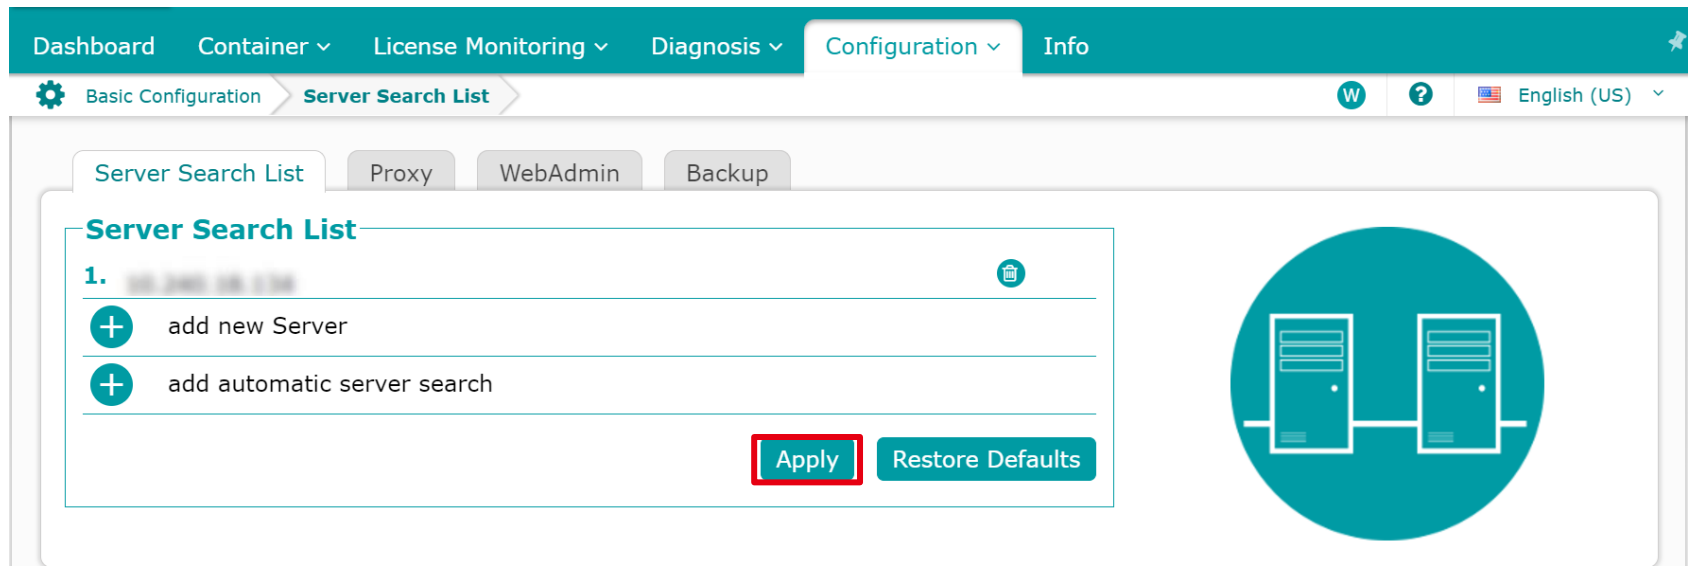 Dashboard Container License Monitoring Diagnosis Configuration Info
Basic Configuration Server Search List W ? English (US)
Server Search List Proxy WebAdmin Backup
Server Search List
1.
add new Server
add automatic server search
Apply Restore Defaults